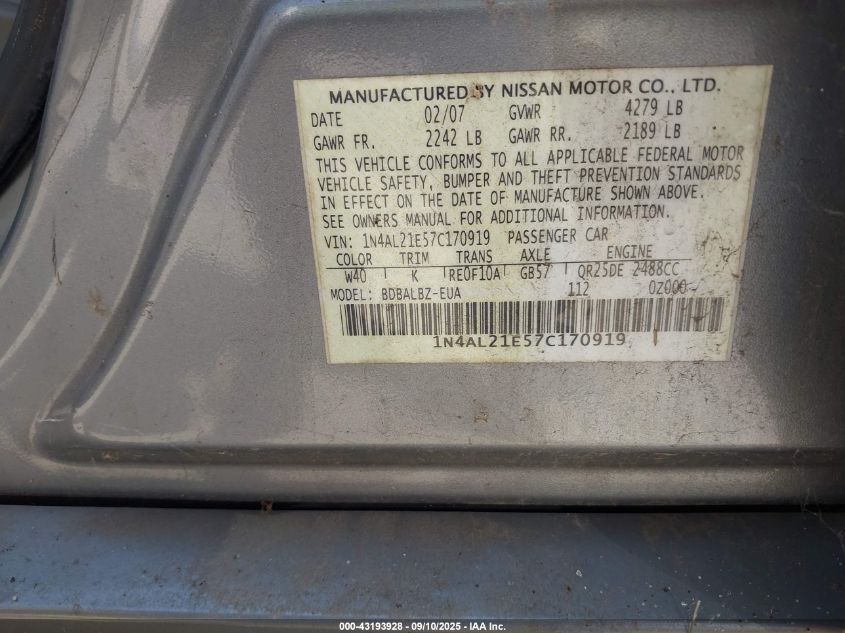 MANUFACTURED BY NISSAN MOTOR CO., LTD.
DATE 02/07 GVWR 4279 LB
GAWR FR. 2242 LB GAWR RR. 2189 LB
THIS VEHICLE CONFORMS TO ALL APPLICABLE FEDERAL MOTOR
VEHICLE SAFETY, BUMPER AND THEFT PREVENTION STANDARDS
IN EFFECT ON THE DATE OF MANUFACTURE SHOWN ABOVE.
SEE OWNERS MANUAL FOR ADDITIONAL INFORMATION.
VIN: 1N4AL21E57C170919 PASSENGER CAR
COLOR TRIM TRANS AXLE ENGINE
W40 K RE0F10A GB57 QR25DE 2488CC
MODEL: BDBALBZ-EUA 112 0Z000-
1N4AL21E57C170919
000-43193928 - 09/10/2025 - IAA Inc.